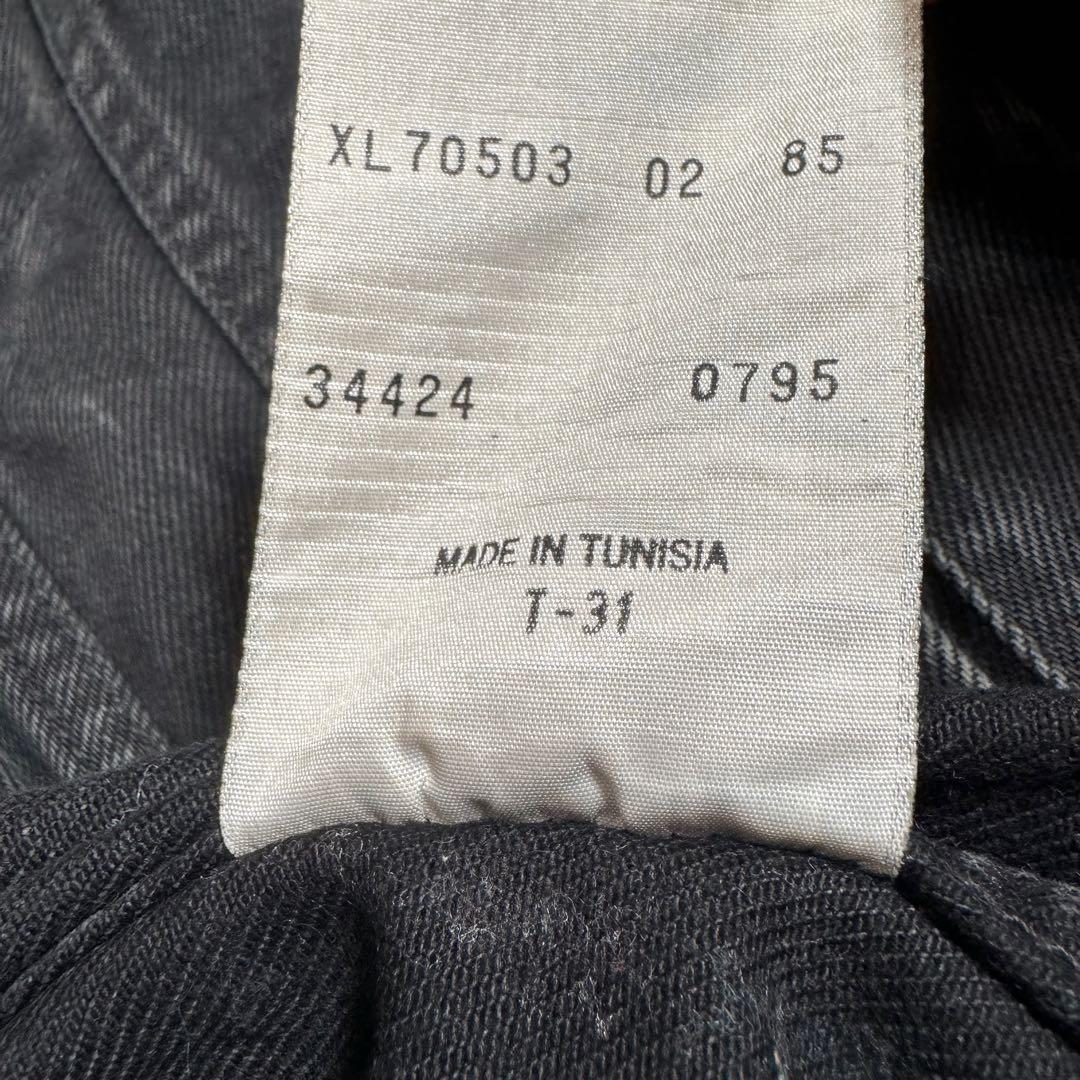 XL70503 02 85
34424 0795
MADE IN TUNISIA
T-31